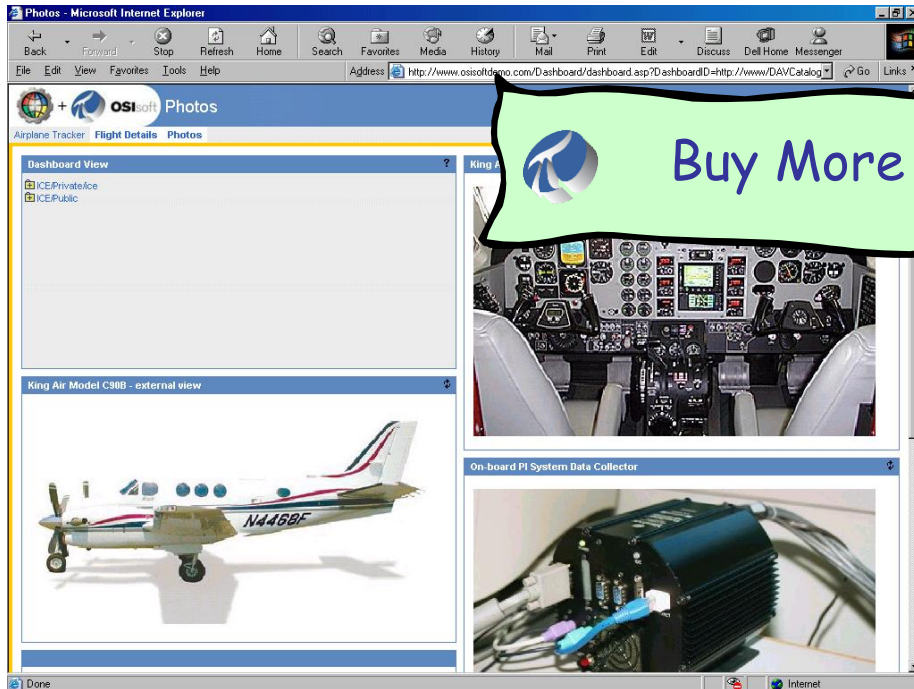 Photos - Microsoft Internet Explorer
Back Forward Stop Refresh Home Search Favorites Media History Mail Print Edit Discuss Dell Home Messenger
File Edit View Favorites Tools Help Address http://www.osisoftdemo.com/Dashboard/dashboard.asp?DashboardID=http://www/DAVCatalog Go Links
+ OSIsoft Photos
Airplane Tracker Flight Details Photos
Buy More
Dashboard View ? King
ICE/Private/ice
ICE/Public
King Air Model C90B - external view
N4468F
On-board PI System Data Collector
Done Internet